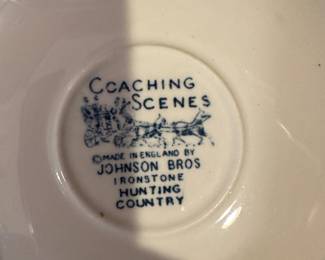 COACHING
SCENES
©MADE IN ENGLAND BY
JOHNSON BROS
IRONSTONE
HUNTING
COUNTRY